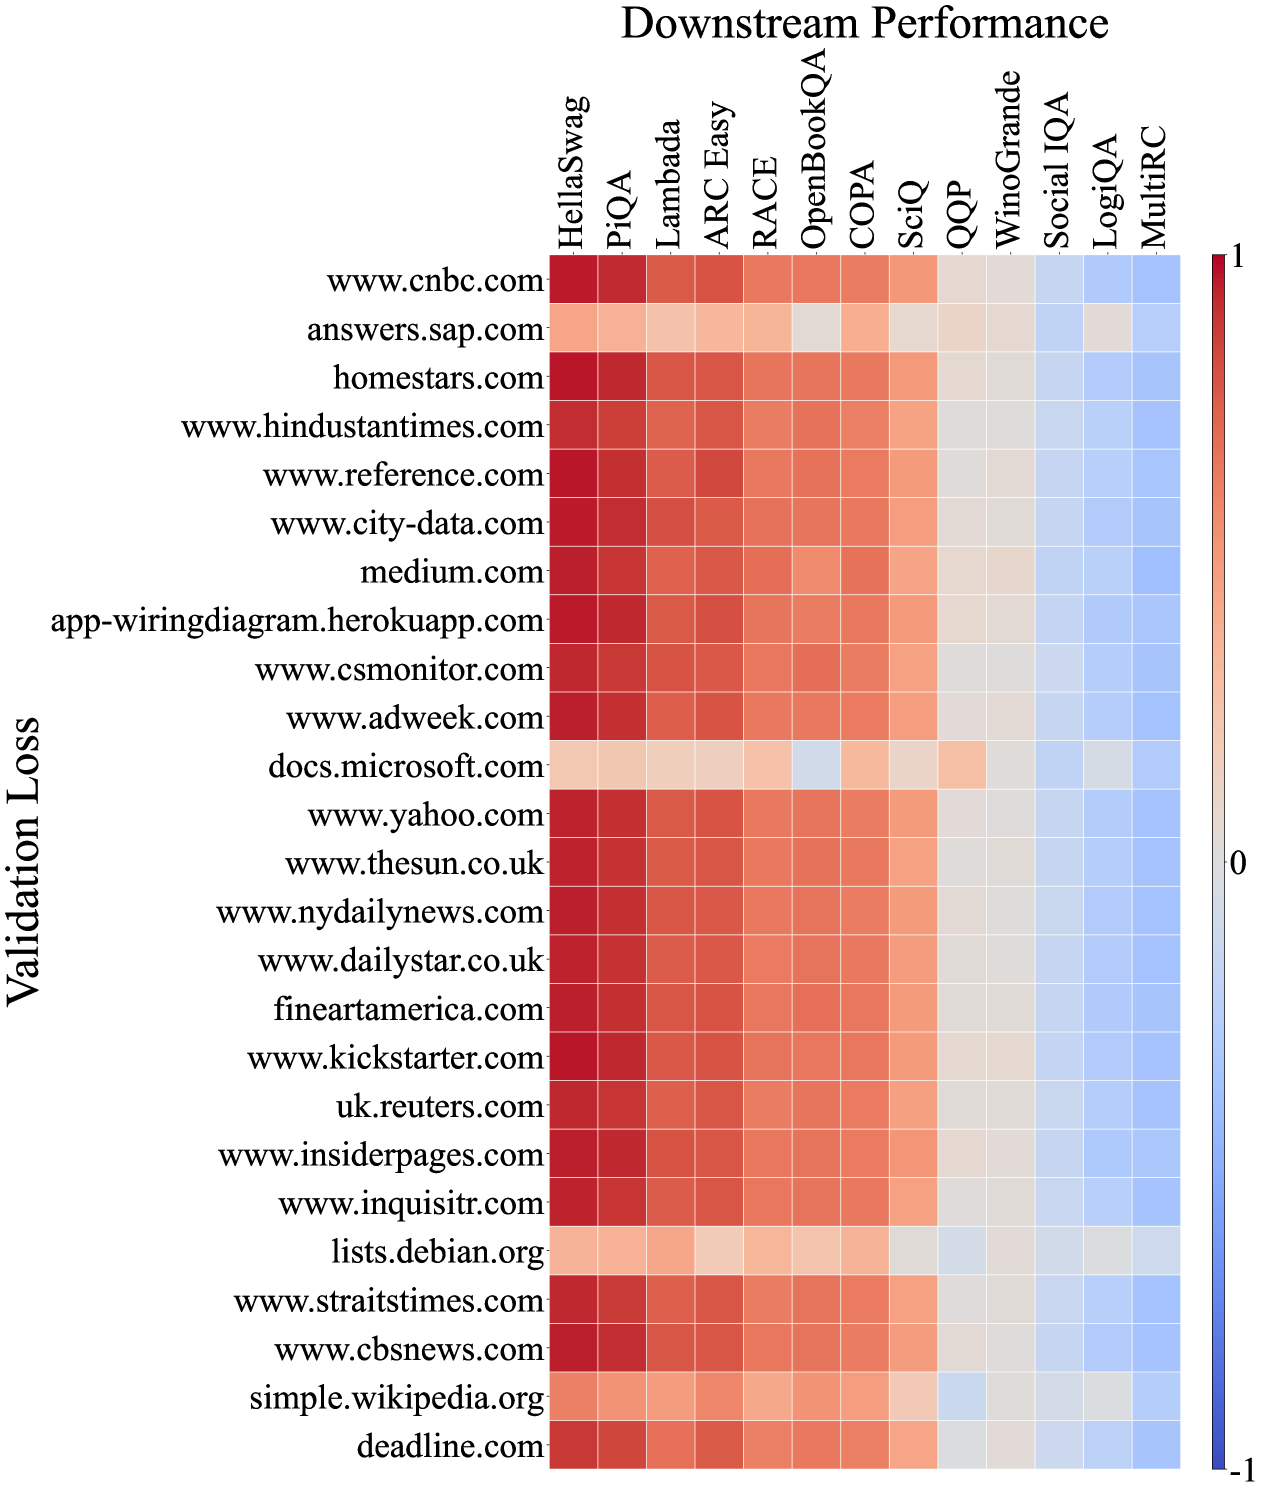 Downstream Performance
HellaSwag
PiQA
Lambada
ARC Easy
RACE
OpenBookQA
COPA
SciQ
QQP
WinoGrande
Social IQA
LogiQA
MultiRC
Validation Loss
www.cnbc.com
answers.sap.com
homestars.com
www.hindustantimes.com
www.reference.com
www.city-data.com
medium.com
app-wiringdiagram.herokuapp.com
www.csmonitor.com
www.adweek.com
docs.microsoft.com
www.yahoo.com
www.thesun.co.uk
www.nydailynews.com
www.dailystar.co.uk
fineartamerica.com
www.kickstarter.com
uk.reuters.com
www.insiderpages.com
www.inquisitr.com
lists.debian.org
www.straitstimes.com
www.cbsnews.com
simple.wikipedia.org
deadline.com
1
0
-1